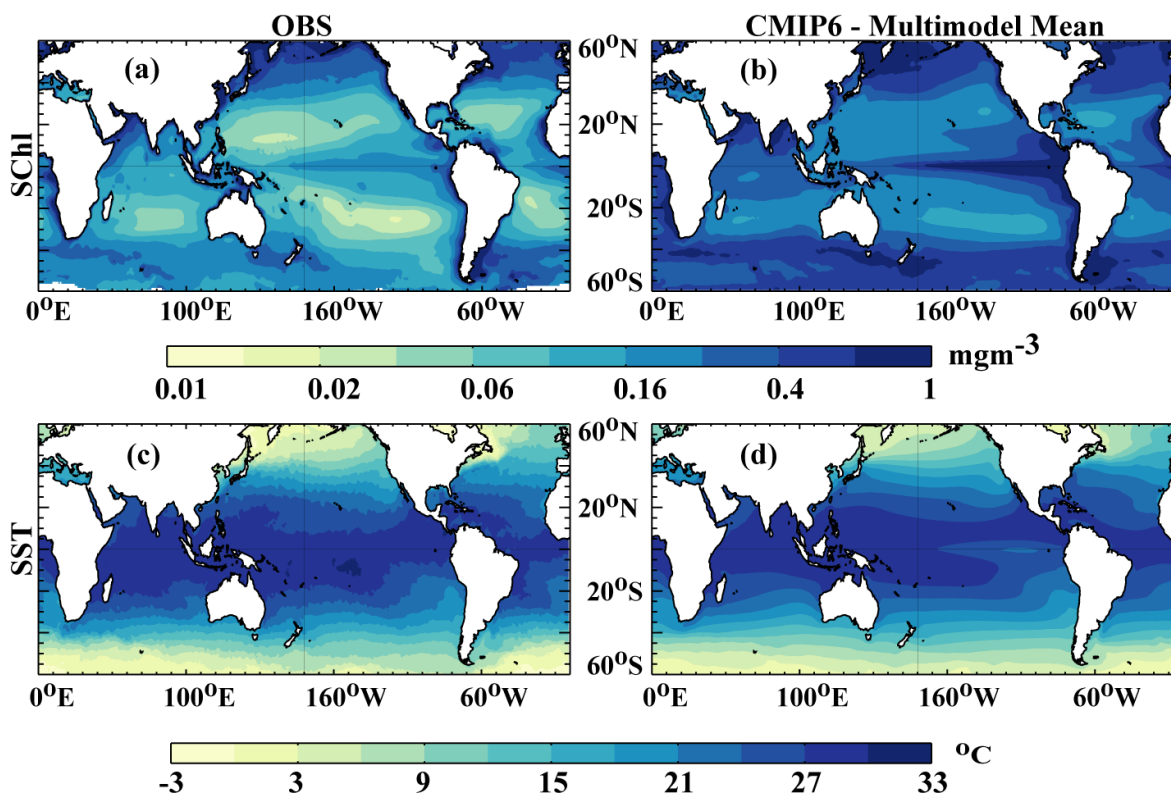 OBS
CMIP6 - Multimodel Mean
SChl
(a)
(b)
60°N
20°N
20°S
60°S
0°E 100°E 160°W 60°W
0°E 100°E 160°W 60°W
0.01 0.02 0.06 0.16 0.4 1
mgm⁻³
SST
(c)
(d)
60°N
20°N
20°S
60°S
0°E 100°E 160°W 60°W
0°E 100°E 160°W 60°W
-3 3 9 15 21 27 33
°C